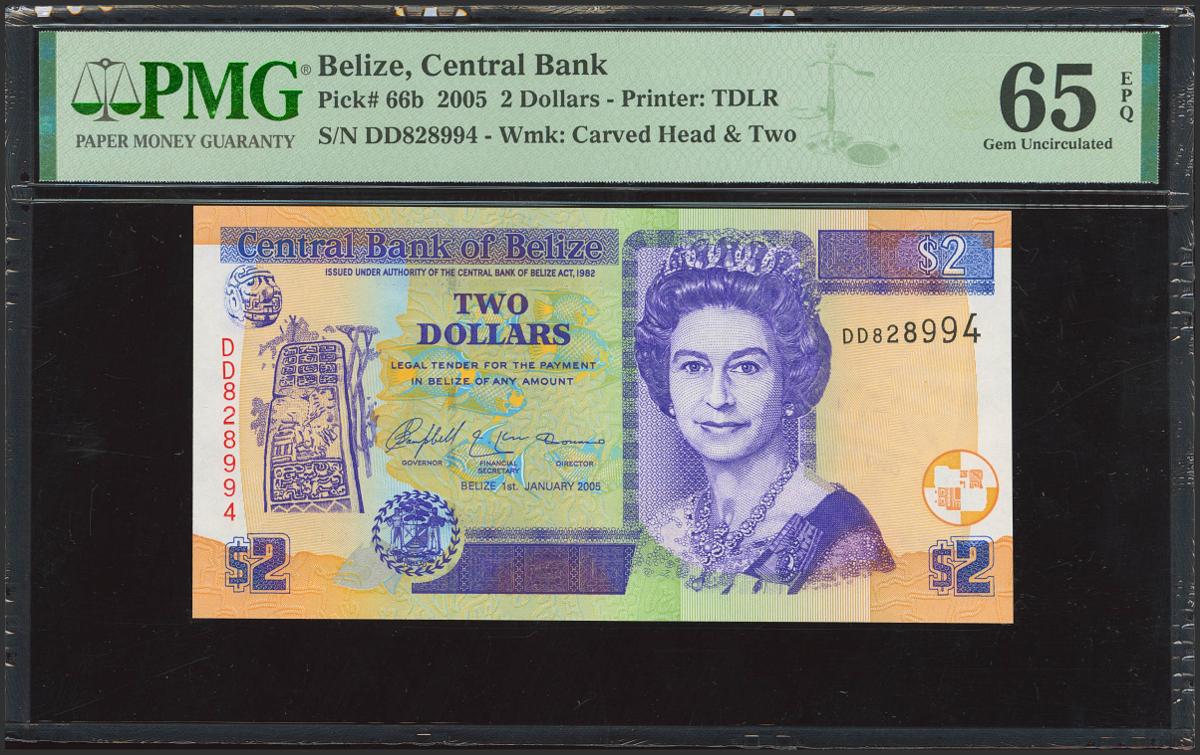 PMG®
PAPER MONEY GUARANTY
Belize, Central Bank
Pick# 66b 2005 2 Dollars - Printer: TDLR
S/N DD828994 - Wmk: Carved Head & Two
65
EPQ
Gem Uncirculated
Central Bank of Belize
ISSUED UNDER AUTHORITY OF THE CENTRAL BANK OF BELIZE ACT, 1982
$2
TWO
DOLLARS
DD828994
LEGAL TENDER FOR THE PAYMENT
IN BELIZE OF ANY AMOUNT
DD828994
GOVERNOR
FINANCIAL
SECRETARY
DIRECTOR
BELIZE 1st. JANUARY 2005
$2
$2